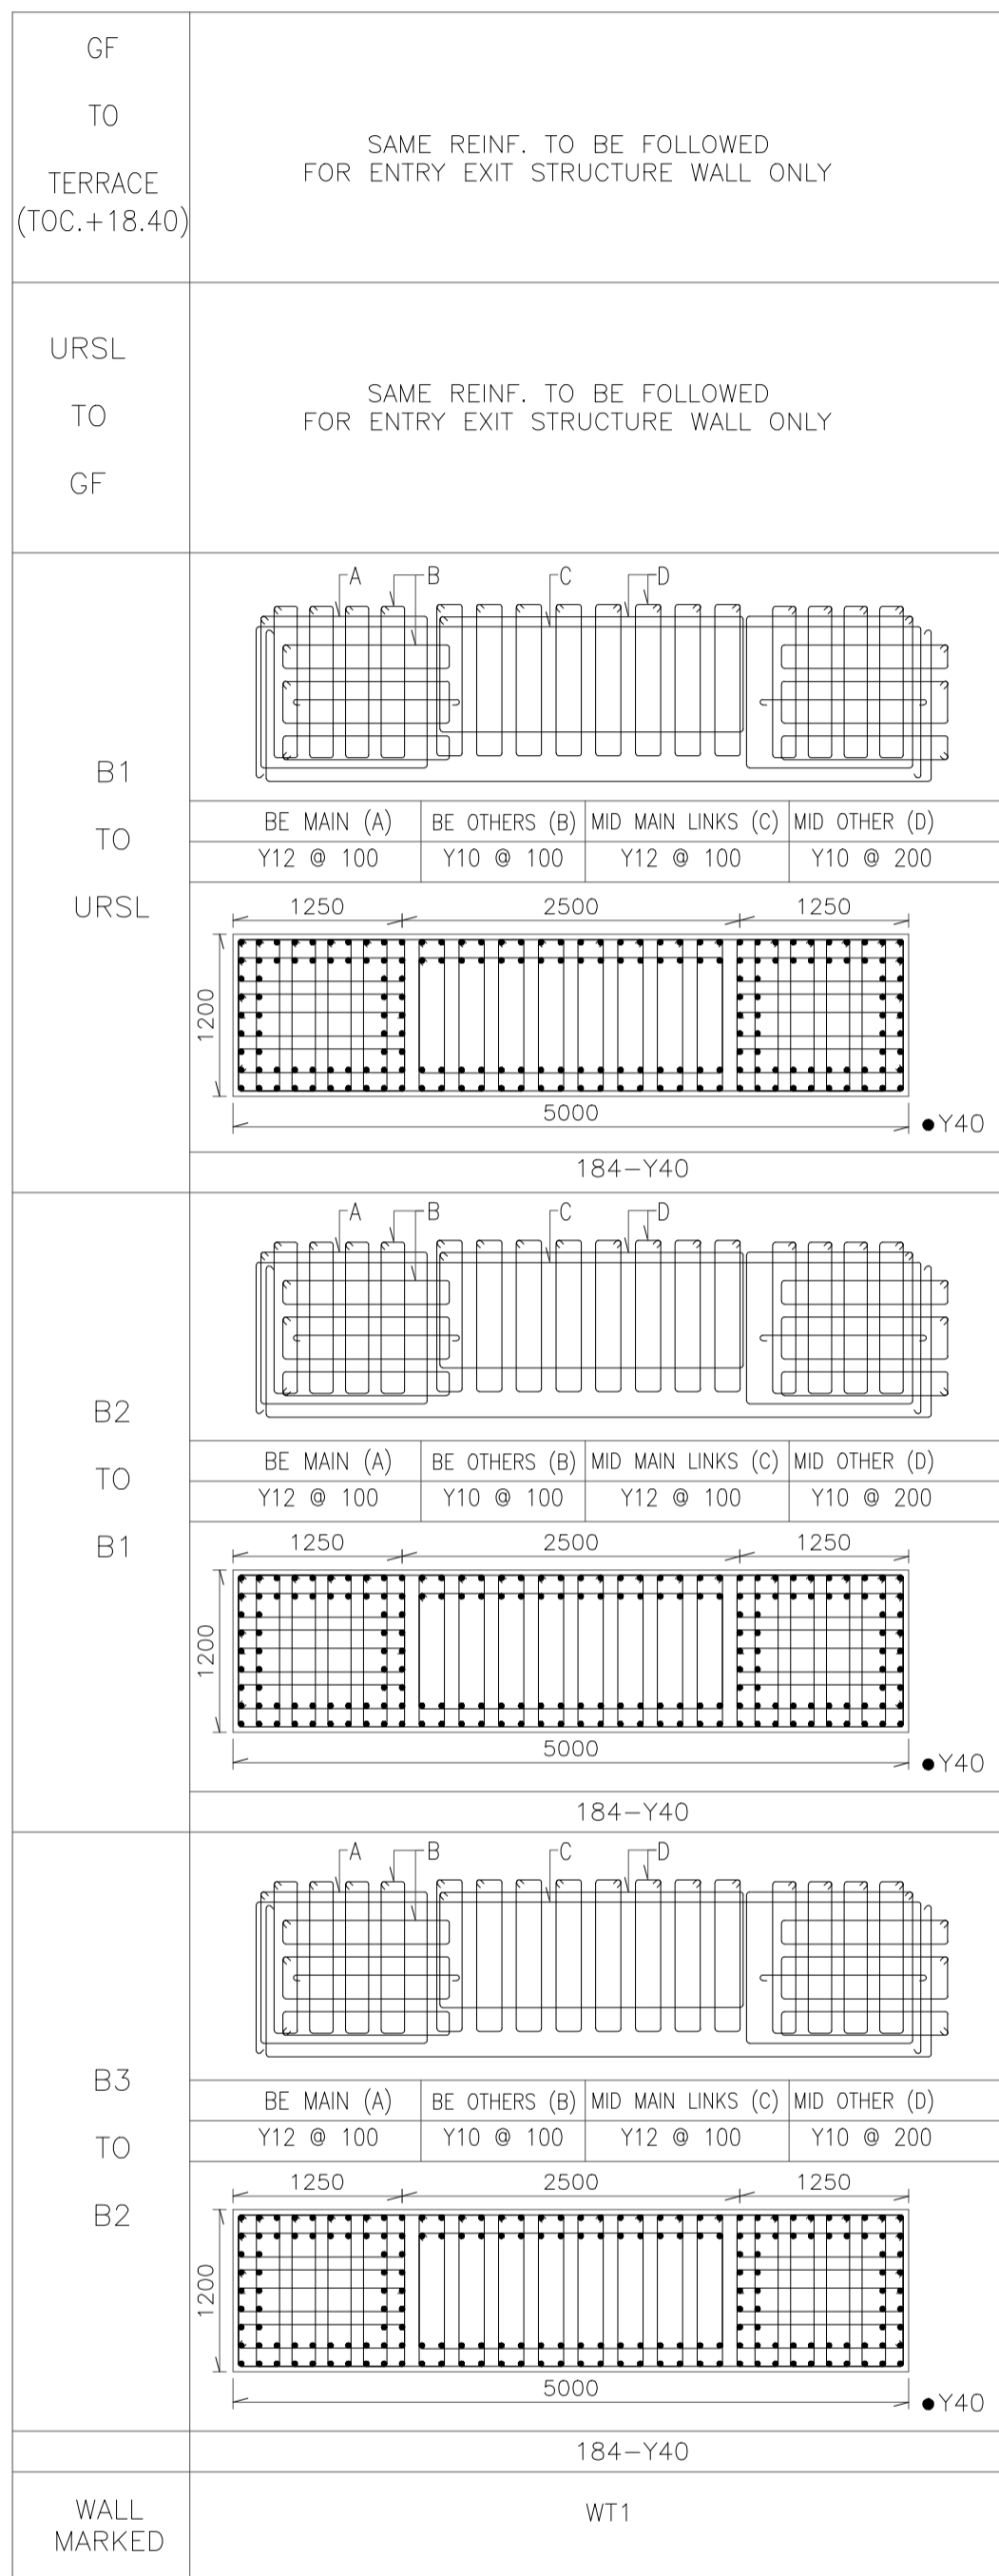 GF
TO
TERRACE
(TOC.+18.40)
SAME REINF. TO BE FOLLOWED
FOR ENTRY EXIT STRUCTURE WALL ONLY
URSL
TO
GF
SAME REINF. TO BE FOLLOWED
FOR ENTRY EXIT STRUCTURE WALL ONLY
B1
TO
URSL
A B C D
BE MAIN (A) BE OTHERS (B) MID MAIN LINKS (C) MID OTHER (D)
Y12 @ 100 Y10 @ 100 Y12 @ 100 Y10 @ 200
1250 2500 1250
1200
5000
Y40
184-Y40
B2
TO
B1
A B C D
BE MAIN (A) BE OTHERS (B) MID MAIN LINKS (C) MID OTHER (D)
Y12 @ 100 Y10 @ 100 Y12 @ 100 Y10 @ 200
1250 2500 1250
1200
5000
Y40
184-Y40
B3
TO
B2
A B C D
BE MAIN (A) BE OTHERS (B) MID MAIN LINKS (C) MID OTHER (D)
Y12 @ 100 Y10 @ 100 Y12 @ 100 Y10 @ 200
1250 2500 1250
1200
5000
Y40
184-Y40
WALL
MARKED
WT1